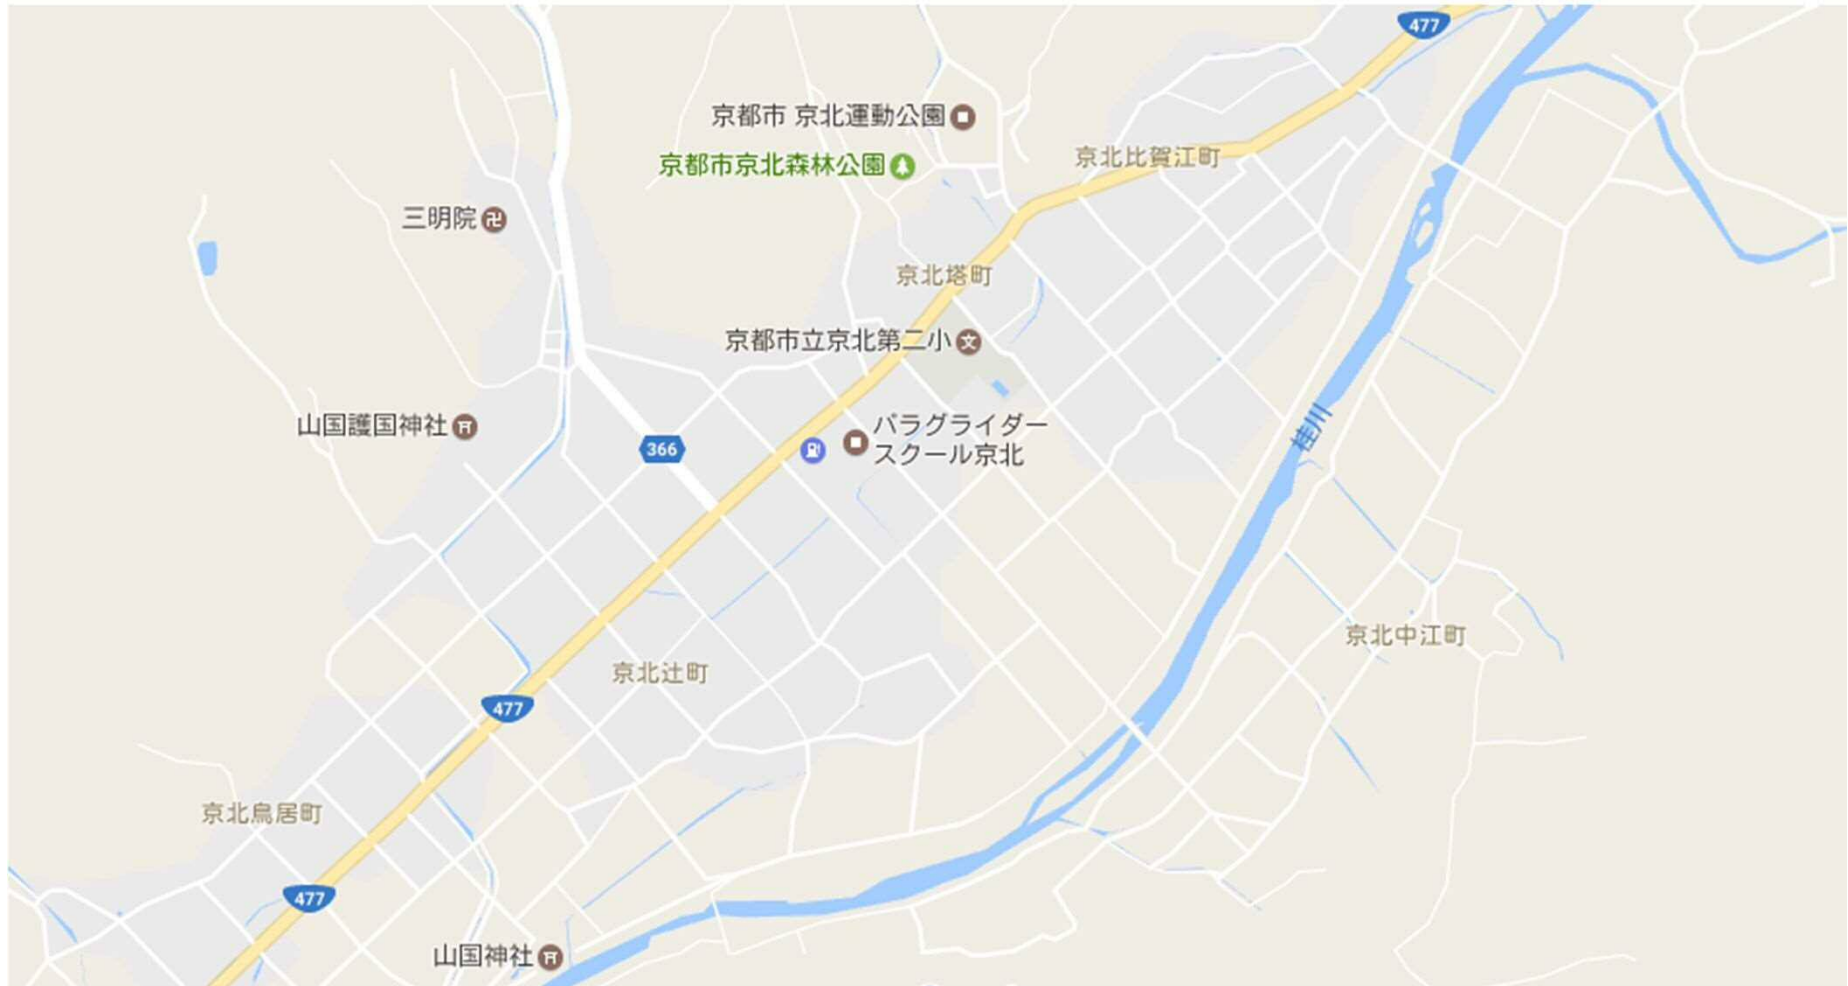 477
京都市 京北運動公園
京北比賀江町
京都市京北森林公園
三明院
京北塔町
京都市立京北第二小
文
山国護国神社
パラグライダー
スクール京北
桂川
366
京北中江町
京北辻町
477
京北鳥居町
477
山国神社